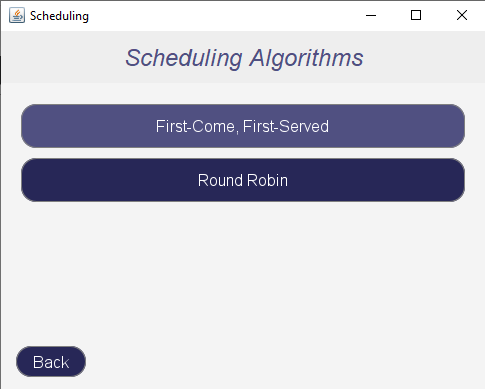 Scheduling
Scheduling Algorithms
First-Come, First-Served
Round Robin
Back